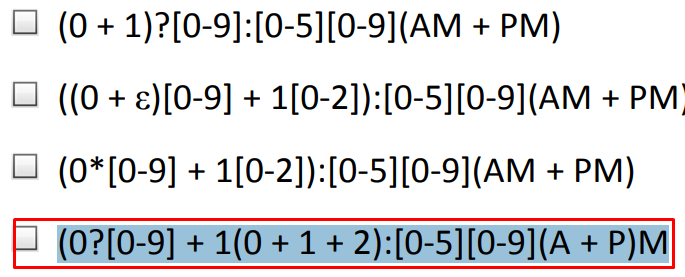 (0 + 1)?[0-9]:[0-5][0-9](AM + PM)
((0 + ε)[0-9] + 1[0-2]):[0-5][0-9](AM + PM)
(0*[0-9] + 1[0-2]):[0-5][0-9](AM + PM)
(0?[0-9] + 1(0 + 1 + 2):[0-5][0-9](A + P)M